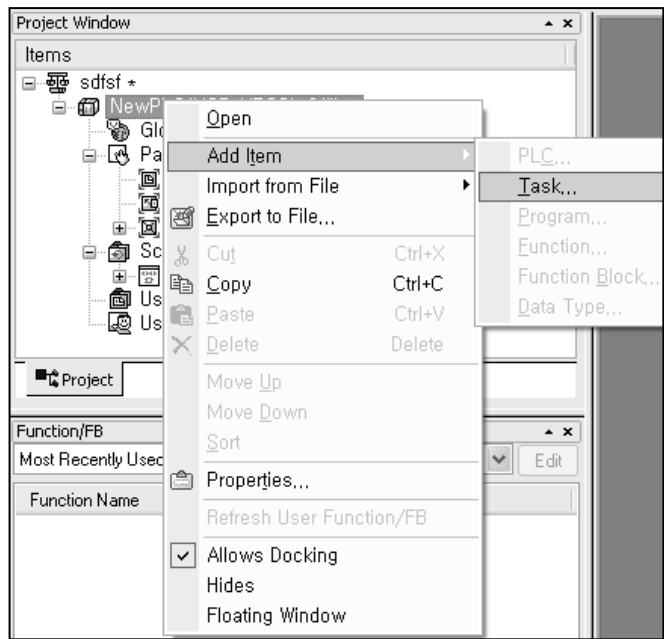 Project Window
Items
sdfsf *
NewP
Glo
Pa
Sc
Us
Us
Open
Add Item
Import from File
Export to File...
Cut Ctrl+X
Copy Ctrl+C
Paste Ctrl+V
Delete Delete
Move Up
Move Down
Sort
Properties...
Refresh User Function/FB
Allows Docking
Hides
Floating Window
PLC...
Task...
Program...
Function...
Function Block...
Data Type...
Project
Function/FB
Most Recently Used
Edit
Function Name